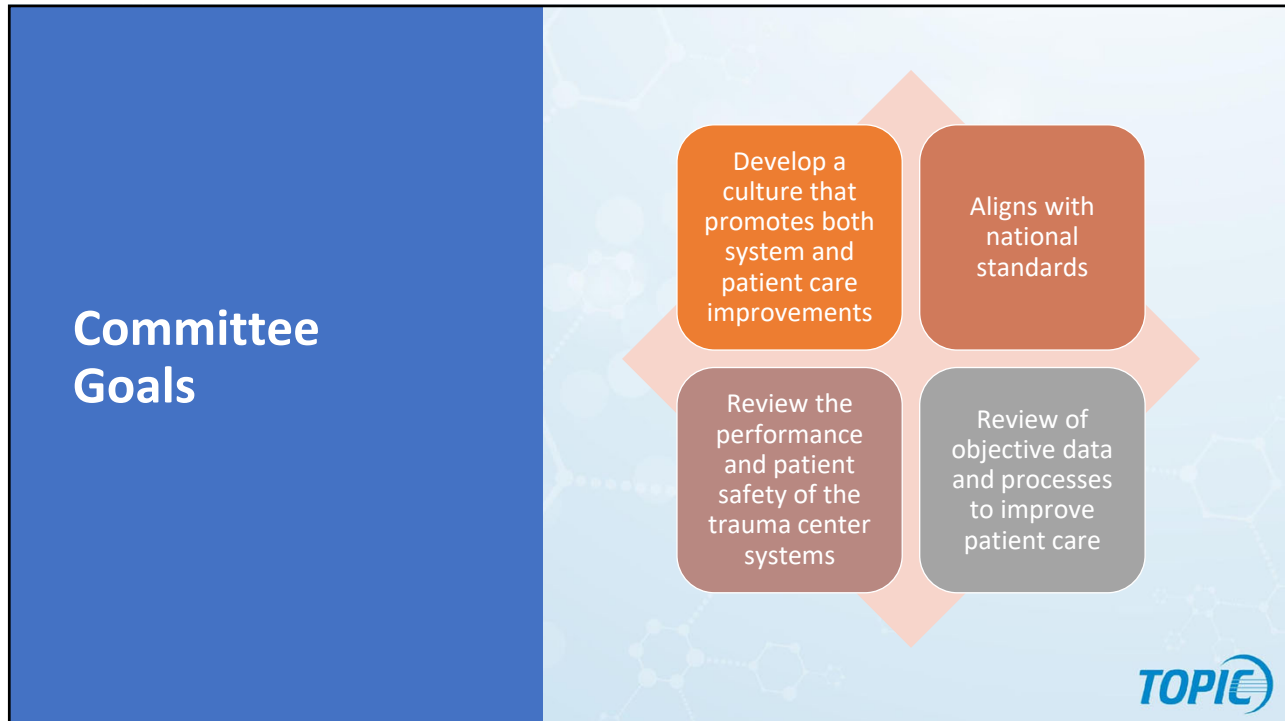 Committee
Goals
Develop a
culture that
promotes both
system and
patient care
improvements
Aligns with
national
standards
Review the
performance
and patient
safety of the
trauma center
systems
Review of
objective data
and processes
to improve
patient care
TOPIC